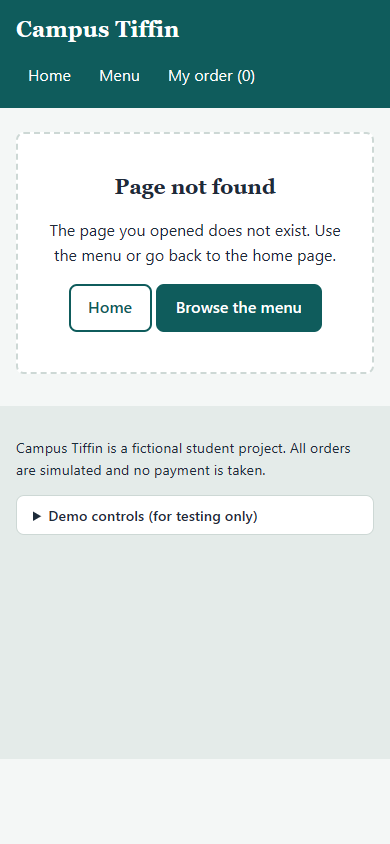 Campus Tiffin
Home Menu My order (0)
Page not found
The page you opened does not exist. Use
the menu or go back to the home page.
Home Browse the menu
Campus Tiffin is a fictional student project. All orders
are simulated and no payment is taken.
▶ Demo controls (for testing only)